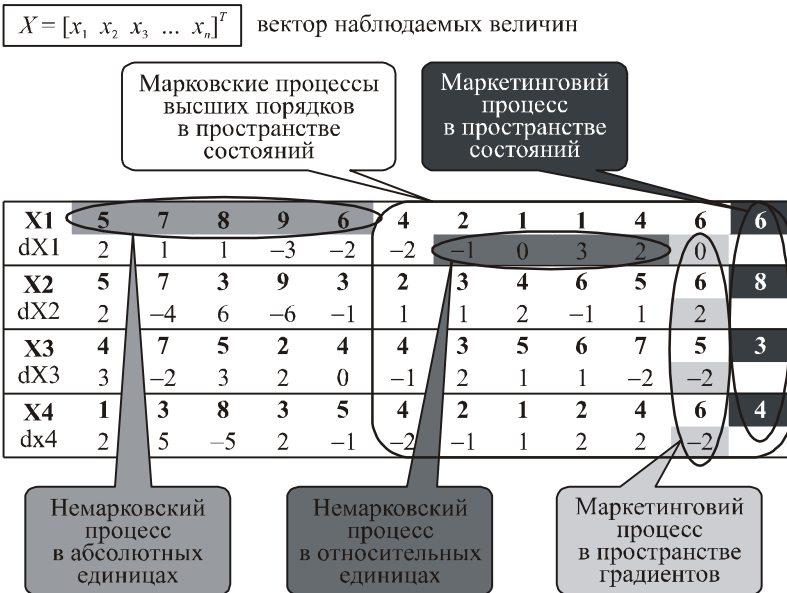 X = [x₁ x₂ x₃ ... xₙ]ᵀ вектор наблюдаемых величин
Марковские процессы
высших порядков
в пространстве
состояний
Маркетинговий
процесс
в пространстве
состояний
X1 5 7 8 9 6 4 2 1 1 4 6 6
dX1 2 1 1 –3 –2 –2 –1 0 3 2 0
X2 5 7 3 9 3 2 3 4 6 5 6 8
dX2 2 –4 6 –6 –1 1 1 2 –1 1 2
X3 4 7 5 2 4 4 3 5 6 7 5 3
dX3 3 –2 3 2 0 –1 2 1 1 –2 –2
X4 1 3 8 3 5 4 2 1 2 4 6 4
dx4 2 5 –5 2 –1 –2 –1 1 2 2 –2
Немарковский
процесс
в абсолютных
единицах
Немарковский
процесс
в относительных
единицах
Маркетинговий
процесс
в пространстве
градиентов